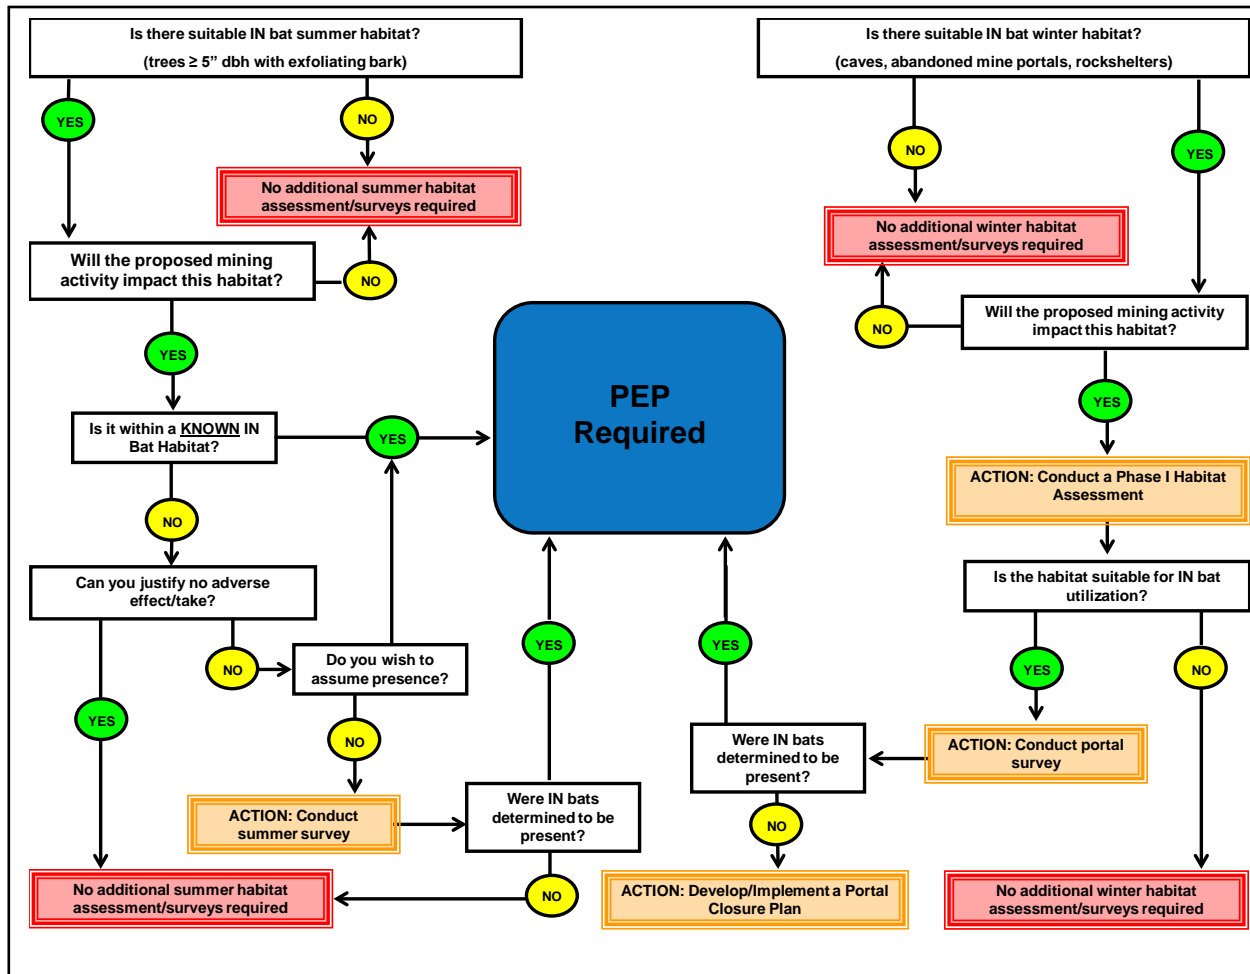 Is there suitable IN bat summer habitat?
(trees ≥ 5” dbh with exfoliating bark)
YES
NO
No additional summer habitat
assessment/surveys required
Will the proposed mining
activity impact this habitat?
NO
YES
Is it within a KNOWN IN
Bat Habitat?
YES
NO
Can you justify no adverse
effect/take?
NO
Do you wish to
assume presence?
YES
NO
ACTION: Conduct
summer survey
Were IN bats
determined to be
present?
YES
NO
No additional summer habitat
assessment/surveys required
PEP
Required
Is there suitable IN bat winter habitat?
(caves, abandoned mine portals, rockshelters)
NO
YES
No additional winter habitat
assessment/surveys required
NO
Will the proposed mining activity
impact this habitat?
YES
ACTION: Conduct a Phase I Habitat
Assessment
Is the habitat suitable for IN bat
utilization?
YES
NO
ACTION: Conduct portal
survey
Were IN bats
determined to be
present?
YES
NO
ACTION: Develop/Implement a Portal
Closure Plan
No additional winter habitat
assessment/surveys required